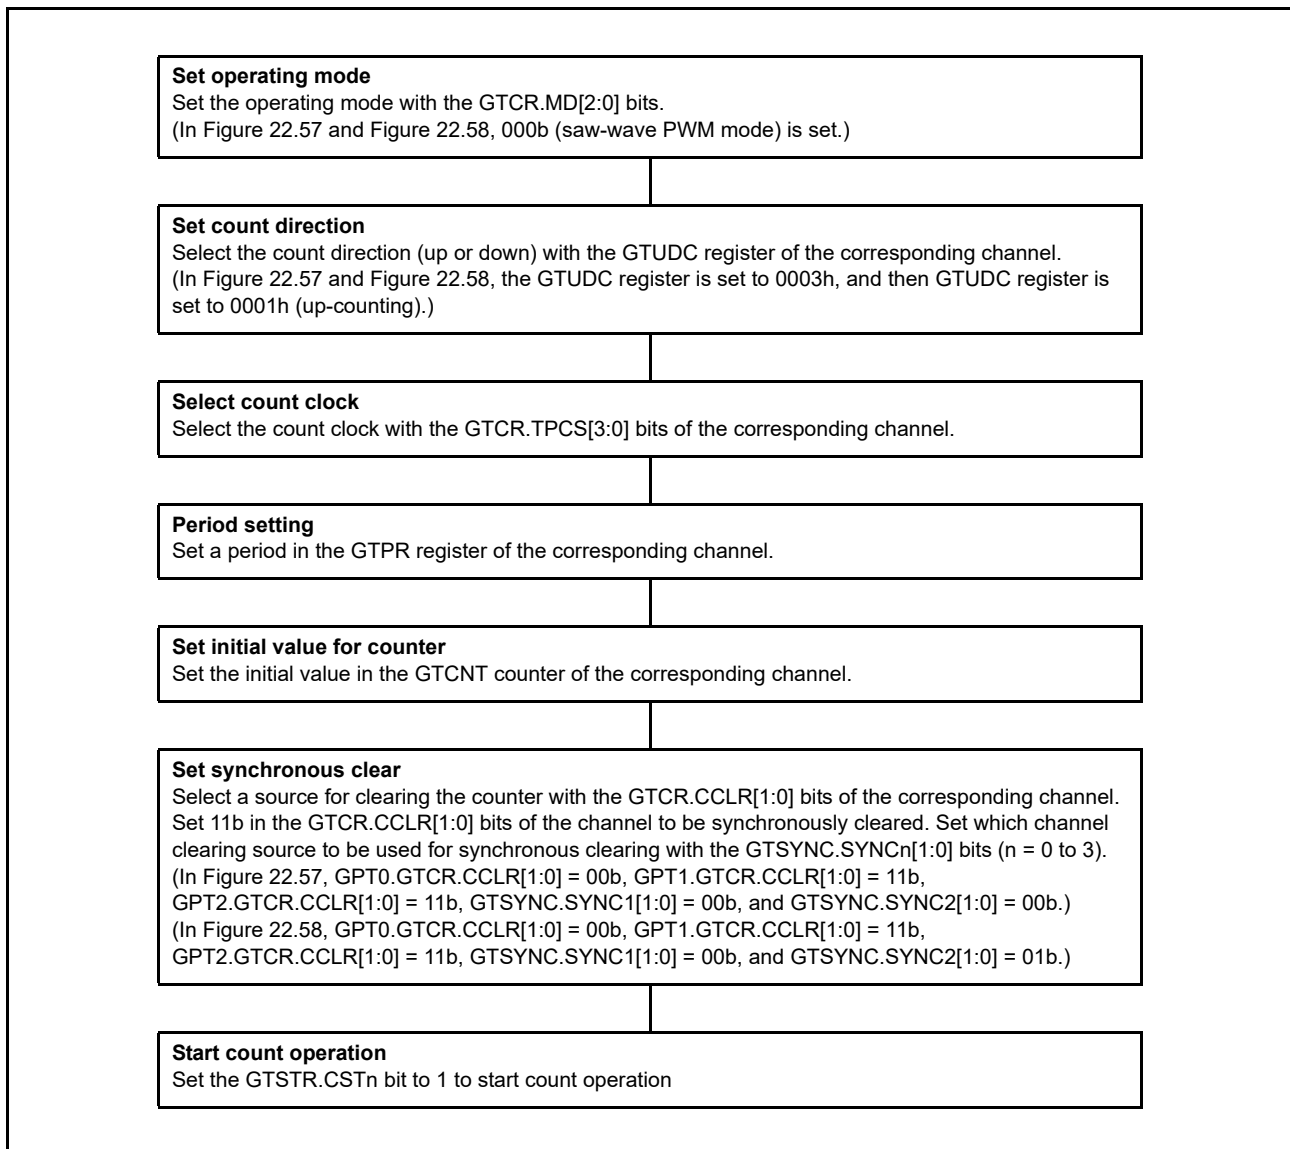 Set operating mode
Set the operating mode with the GTCR.MD[2:0] bits.
(In Figure 22.57 and Figure 22.58, 000b (saw-wave PWM mode) is set.)
Set count direction
Select the count direction (up or down) with the GTUDC register of the corresponding channel.
(In Figure 22.57 and Figure 22.58, the GTUDC register is set to 0003h, and then GTUDC register is
set to 0001h (up-counting).)
Select count clock
Select the count clock with the GTCR.TPCS[3:0] bits of the corresponding channel.
Period setting
Set a period in the GTPR register of the corresponding channel.
Set initial value for counter
Set the initial value in the GTCNT counter of the corresponding channel.
Set synchronous clear
Select a source for clearing the counter with the GTCR.CCLR[1:0] bits of the corresponding channel.
Set 11b in the GTCR.CCLR[1:0] bits of the channel to be synchronously cleared. Set which channel
clearing source to be used for synchronous clearing with the GTSYNC.SYNCn[1:0] bits (n = 0 to 3).
(In Figure 22.57, GPT0.GTCR.CCLR[1:0] = 00b, GPT1.GTCR.CCLR[1:0] = 11b,
GPT2.GTCR.CCLR[1:0] = 11b, GTSYNC.SYNC1[1:0] = 00b, and GTSYNC.SYNC2[1:0] = 00b.)
(In Figure 22.58, GPT0.GTCR.CCLR[1:0] = 00b, GPT1.GTCR.CCLR[1:0] = 11b,
GPT2.GTCR.CCLR[1:0] = 11b, GTSYNC.SYNC1[1:0] = 00b, and GTSYNC.SYNC2[1:0] = 01b.)
Start count operation
Set the GTSTR.CSTn bit to 1 to start count operation